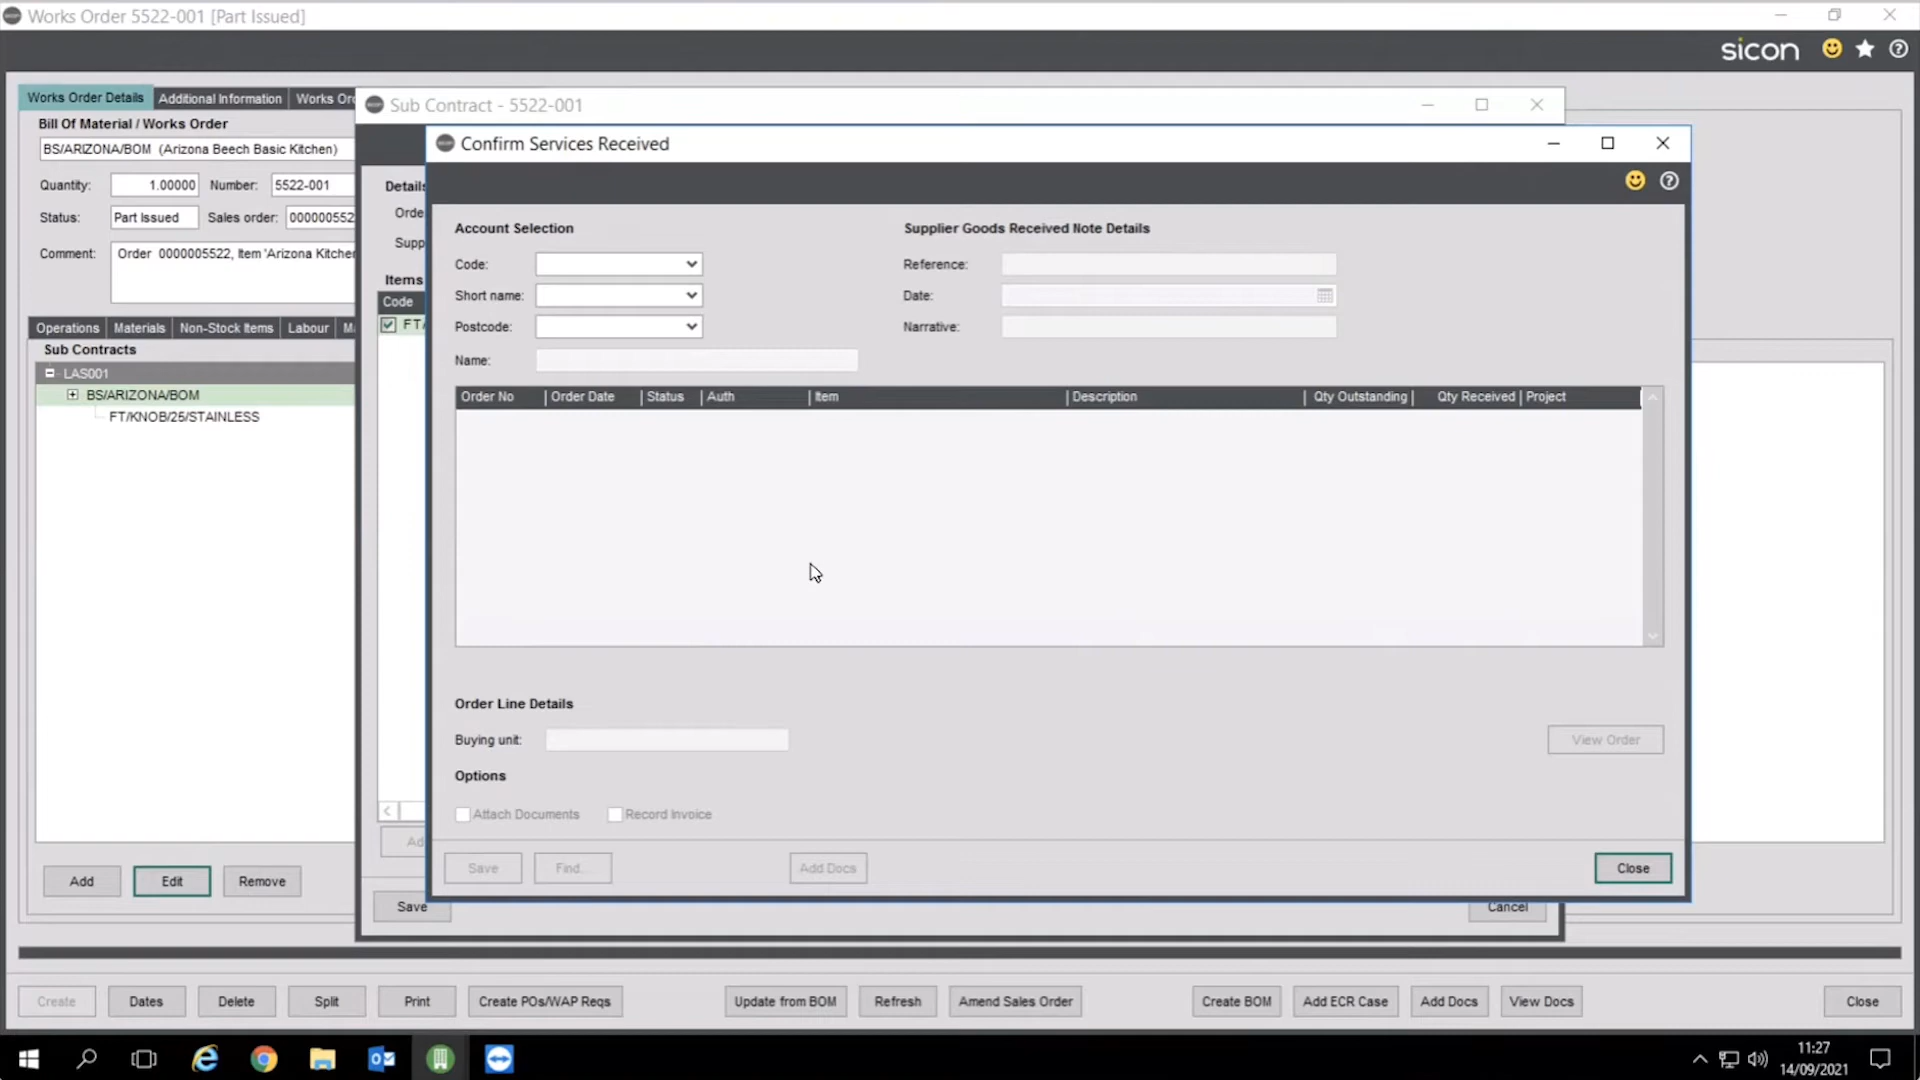 Works Order 5522-001 [Part Issued]
sicon
Works Order Details
Additional Information
Works Ord
Bill Of Material / Works Order
BS/ARIZONA/BOM (Arizona Beech Basic Kitchen)
Quantity:
1.00000
Number:
5522-001
Status:
Part Issued
Sales order:
000000552
Comment:
Order 0000005522, Item 'Arizona Kitchen
Operations
Materials
Non-Stock Items
Labour
Sub Contracts
LAS001
BS/ARIZONA/BOM
FT/KNOB/25/STAINLESS
Add
Edit
Remove
Sub Contract - 5522-001
Details
Orde
Supp
Items
Code
FT/
Ad
Save
Cancel
Confirm Services Received
Account Selection
Code:
Short name:
Postcode:
Name:
Supplier Goods Received Note Details
Reference:
Date:
Narrative:
Order No
Order Date
Status
Auth
Item
Description
Qty Outstanding
Qty Received
Project
Order Line Details
Buying unit:
View Order
Options
Attach Documents
Record Invoice
Save
Find...
Add Docs
Close
Create
Dates
Delete
Split
Print
Create POs/WAP Reqs
Update from BOM
Refresh
Amend Sales Order
Create BOM
Add ECR Case
Add Docs
View Docs
Close
11:27
14/09/2021